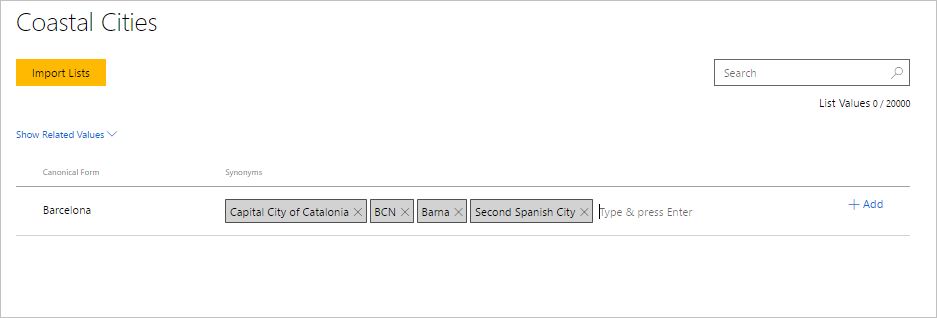 Coastal Cities
Import Lists
Search
List Values 0 / 20000
Show Related Values
Canonical Form Synonyms
Barcelona Capital City of Catalonia BCN Barna Second Spanish City Type & press Enter + Add